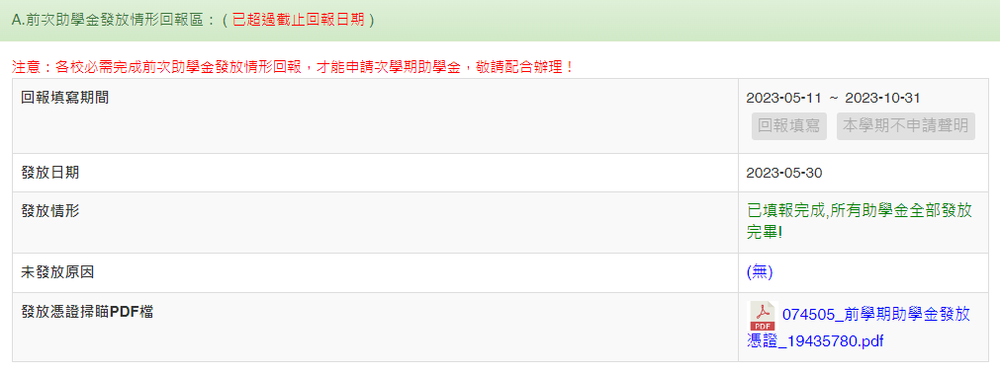 A.前次助學金發放情形回報區：（已超過截止回報日期）
注意：各校必需完成前次助學金發放情形回報，才能申請次學期助學金，敬請配合辦理！
回報填寫期間
2023-05-11 ~ 2023-10-31
回報填寫 本學期不申請聲明
發放日期
2023-05-30
發放情形
已填報完成,所有助學金全部發放
完畢!
未發放原因
(無)
發放憑證掃瞄PDF檔
PDF
074505_前學期助學金發放
憑證_19435780.pdf